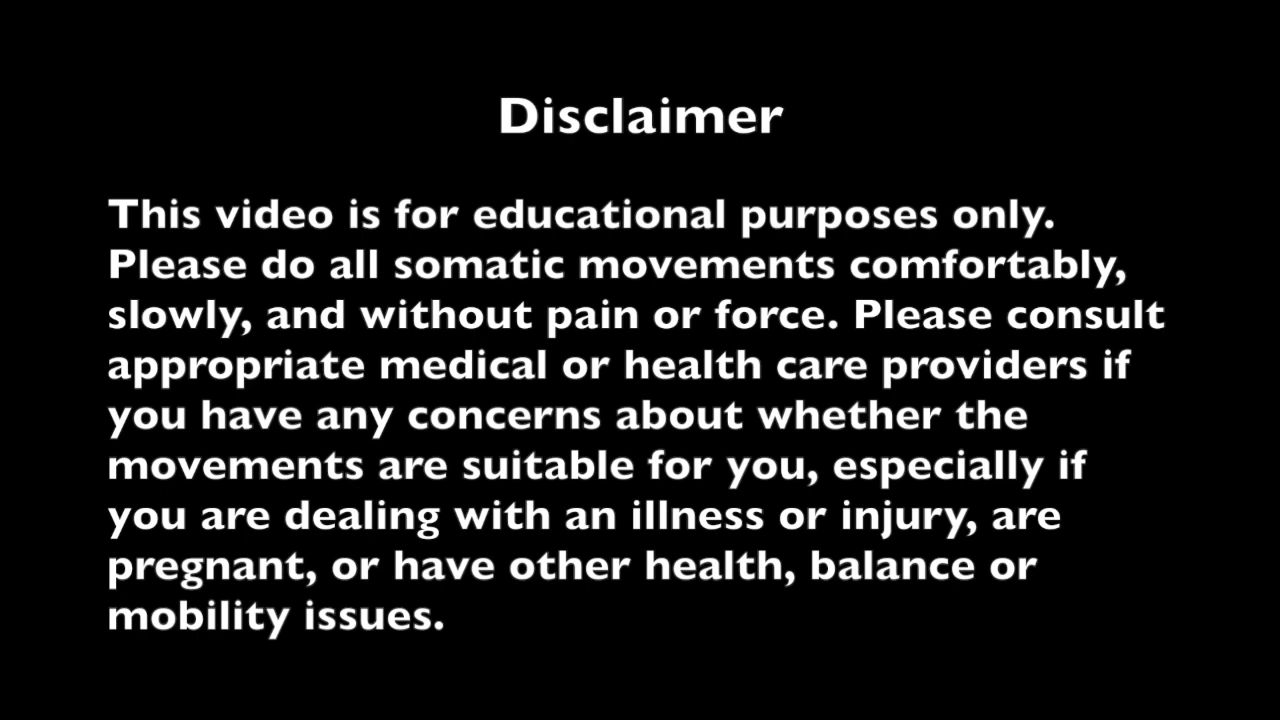 Disclaimer
This video is for educational purposes only.
Please do all somatic movements comfortably,
slowly, and without pain or force. Please consult
appropriate medical or health care providers if
you have any concerns about whether the
movements are suitable for you, especially if
you are dealing with an illness or injury, are
pregnant, or have other health, balance or
mobility issues.